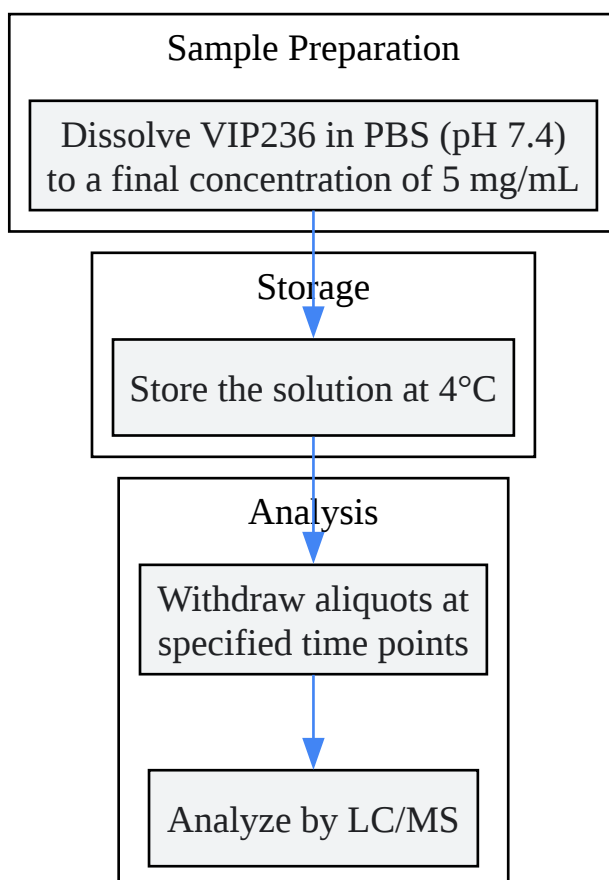 Sample Preparation
Dissolve VIP236 in PBS (pH 7.4)
to a final concentration of 5 mg/mL
Storage
Store the solution at 4°C
Analysis
Withdraw aliquots at
specified time points
Analyze by LC/MS